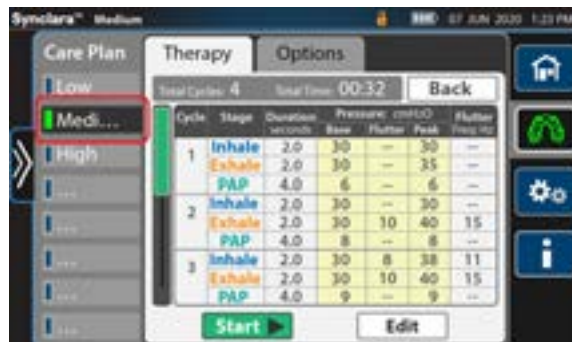 Synclara™ Medium 07 JUN 2020 1:23 PM
Care Plan
Low
Medi...
High
...
...
...
...
...
Therapy Options
Total Cycles: 4 Total Time: 00:32 Back
Cycle Stage Duration seconds Pressure: cmH2O Base Flutter Peak Flutter Freq Hz
1 Inhale 2.0 30 -- 30 --
Exhale 2.0 30 -- 35 --
PAP 4.0 6 -- 6 --
2 Inhale 2.0 30 -- 30 --
Exhale 2.0 30 10 40 15
PAP 4.0 8 -- 8 --
3 Inhale 2.0 30 8 38 11
Exhale 2.0 30 10 40 15
PAP 4.0 9 -- 9 --
Start Edit